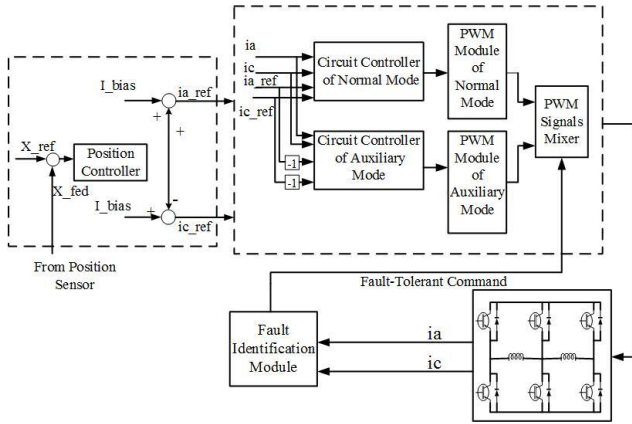 I_bias
ia_ref
+
+
X_ref
Position
Controller
X_fed
-
I_bias
+
ic_ref
From Position
Sensor
ia
ic
ia_ref
ic_ref
Circuit Controller
of Normal Mode
PWM
Module
of
Normal
Mode
-1
-1
Circuit Controller
of Auxiliary
Mode
PWM
Module
of
Auxiliary
Mode
PWM
Signals
Mixer
Fault-Tolerant Command
Fault
Identification
Module
ia
ic